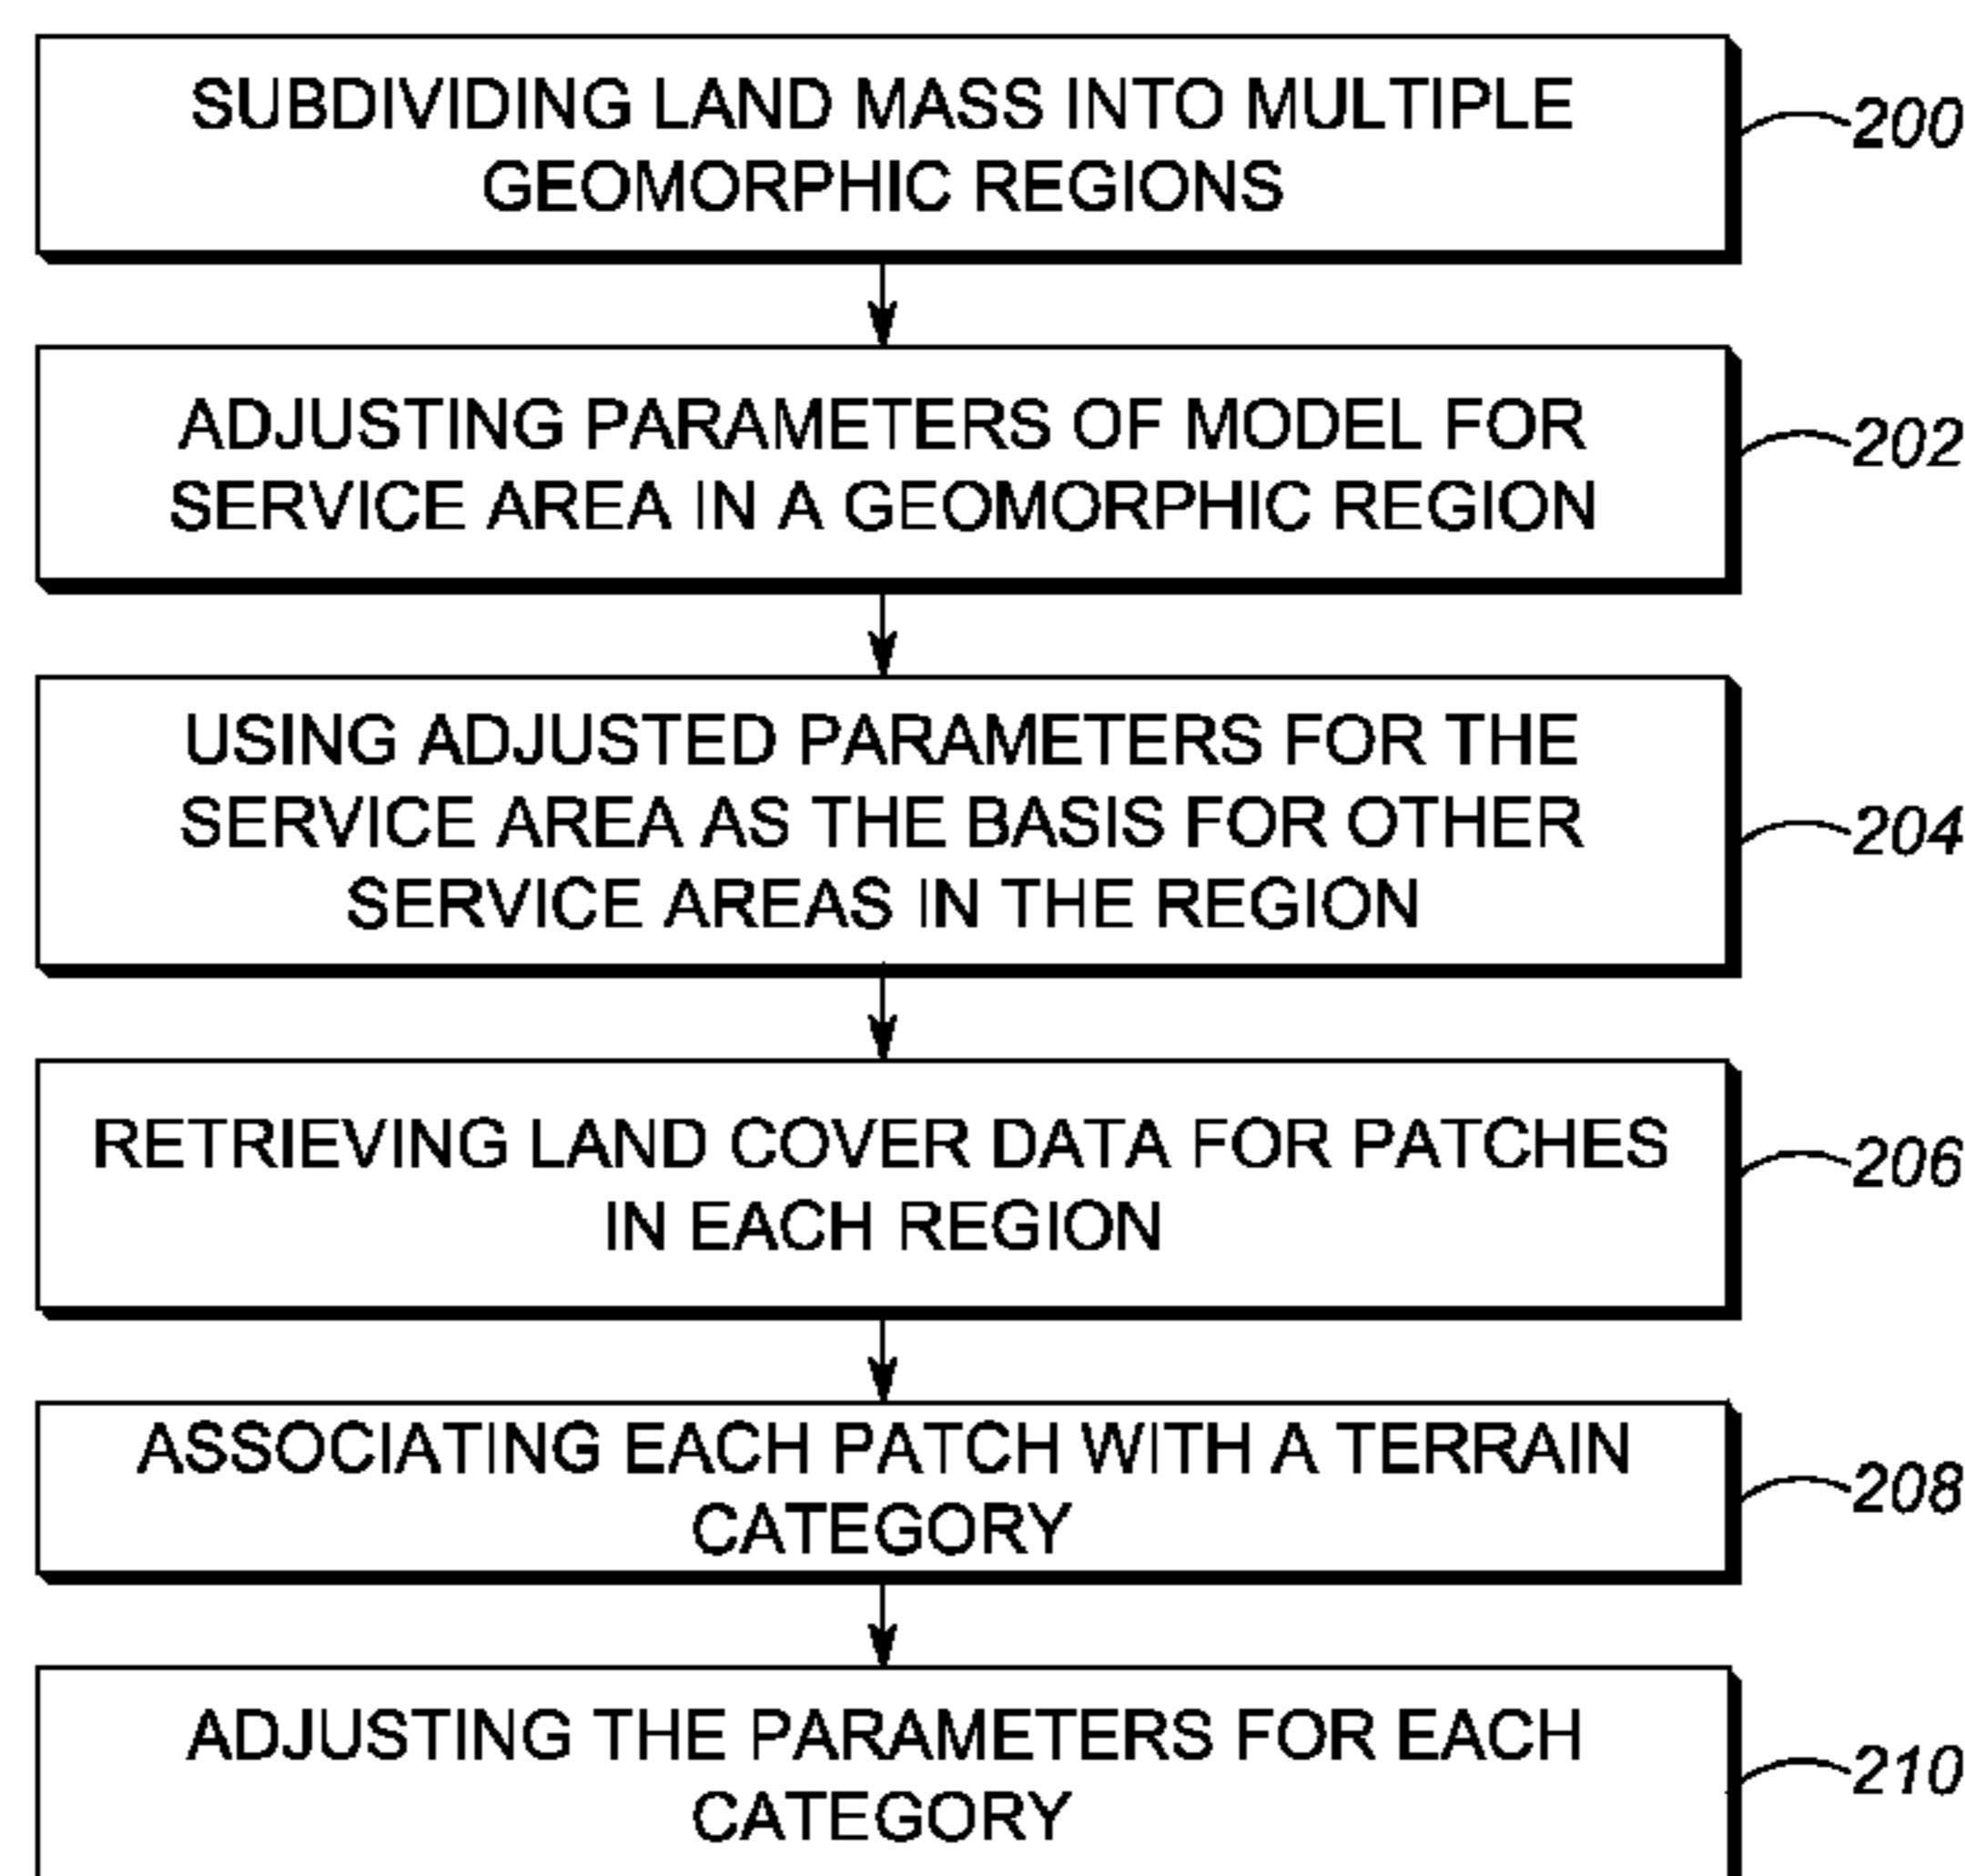 SUBDIVIDING LAND MASS INTO MULTIPLE
GEOMORPHIC REGIONS
200
ADJUSTING PARAMETERS OF MODEL FOR
SERVICE AREA IN A GEOMORPHIC REGION
202
USING ADJUSTED PARAMETERS FOR THE
SERVICE AREA AS THE BASIS FOR OTHER
SERVICE AREAS IN THE REGION
204
RETRIEVING LAND COVER DATA FOR PATCHES
IN EACH REGION
206
ASSOCIATING EACH PATCH WITH A TERRAIN
CATEGORY
208
ADJUSTING THE PARAMETERS FOR EACH
CATEGORY
210